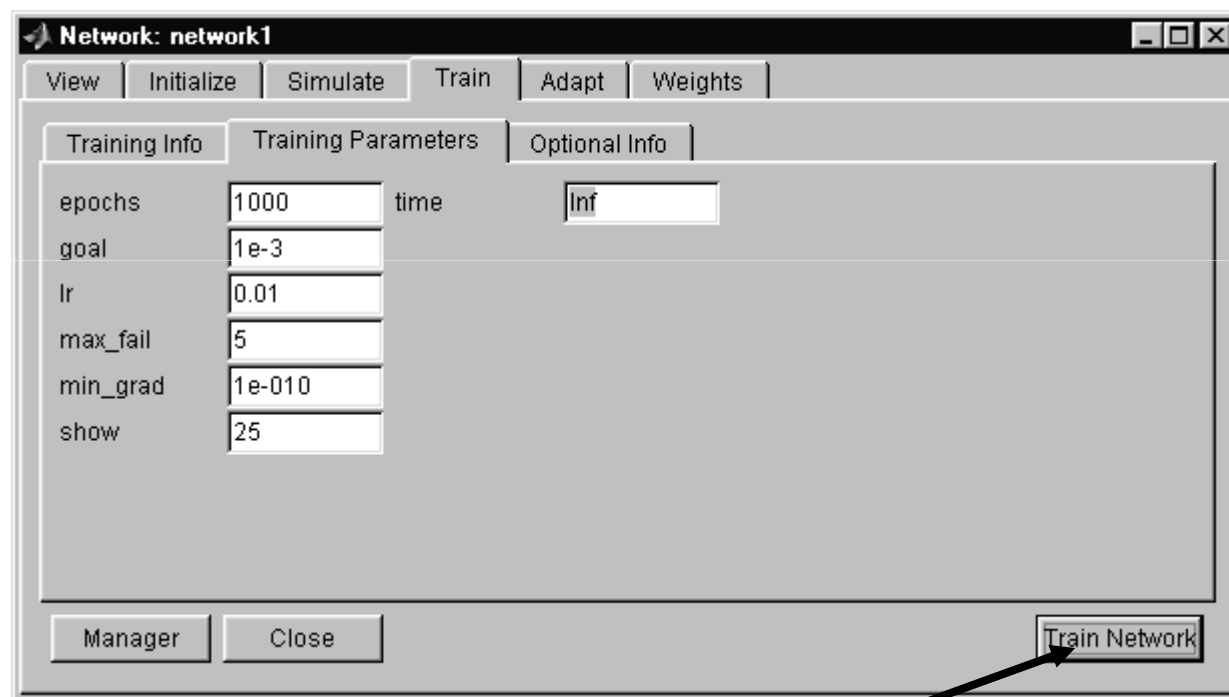 Network: network1
View Initialize Simulate Train Adapt Weights
Training Info Training Parameters Optional Info
epochs 1000 time Inf
goal 1e-3
lr 0.01
max_fail 5
min_grad 1e-010
show 25
Manager Close Train Network